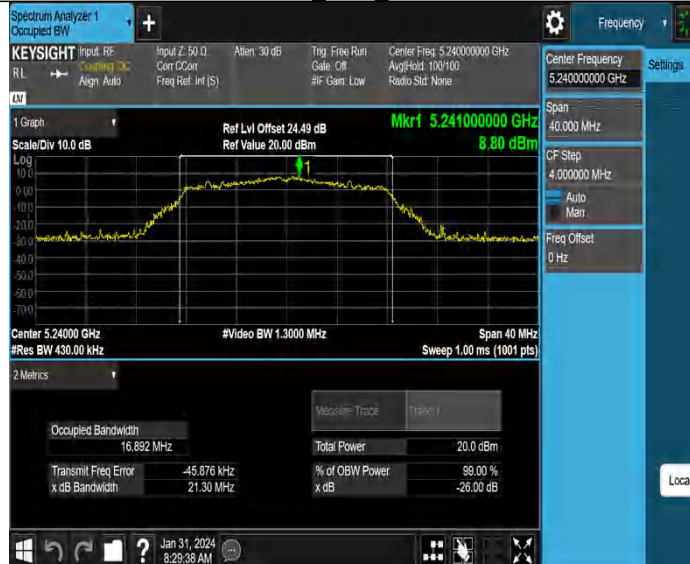 Spectrum Analyzer 1
Occupied BW
Frequency
KEYSIGHT
Input: RF
Input Z: 50 Ω
Atten: 30 dB
Trig: Free Run
Center Freq: 5.240000000 GHz
RL
Coupling: DC
Corr CCorr
Gate: Off
Avg|Hold: 100/100
Align: Auto
Freq Ref: Int (S)
#IF Gain: Low
Radio Std: None
LXI
Center Frequency
5.240000000 GHz
Settings
Span
40.000 MHz
CF Step
4.000000 MHz
Auto
Man
Freq Offset
0 Hz
1 Graph
Scale/Div 10.0 dB
Ref Lvl Offset 24.49 dB
Ref Value 20.00 dBm
Mkr1 5.241000000 GHz
8.80 dBm
Log
10.0
0.00
-10.0
-20.0
-30.0
-40.0
-50.0
-60.0
-70.0
1
Center 5.24000 GHz
#Video BW 1.3000 MHz
Span 40 MHz
#Res BW 430.00 kHz
Sweep 1.00 ms (1001 pts)
2 Metrics
Measure Trace
Trace 1
Occupied Bandwidth
16.892 MHz
Total Power
20.0 dBm
Transmit Freq Error
-45.876 kHz
% of OBW Power
99.00 %
x dB Bandwidth
21.30 MHz
x dB
-26.00 dB
Loca
?
Jan 31, 2024
8:29:38 AM